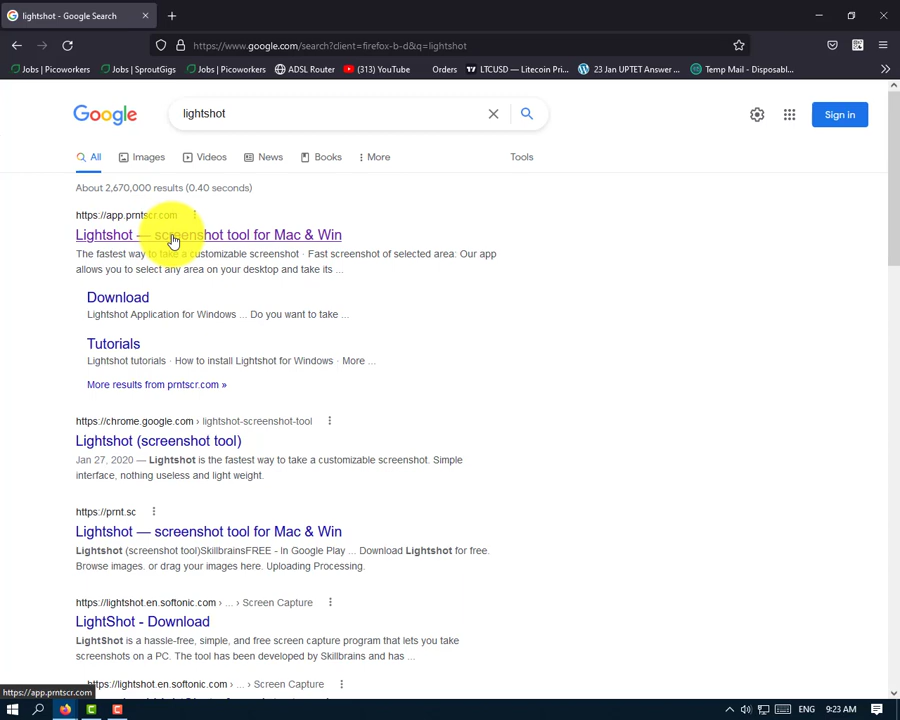 lightshot - Google Search
https://www.google.com/search?client=firefox-b-d&q=lightshot
Jobs | Picoworkers
Jobs | SproutGigs
Jobs | Picoworkers
ADSL Router
(313) YouTube
Orders
LTCUSD — Litecoin Pri...
23 Jan UPTET Answer ...
Temp Mail - Disposabl...
Google
lightshot
Sign in
All
Images
Videos
News
Books
More
Tools
About 2,670,000 results (0.40 seconds)
https://app.prntscr.com
Lightshot — screenshot tool for Mac & Win
The fastest way to take a customizable screenshot · Fast screenshot of selected area: Our app
allows you to select any area on your desktop and take its ...
Download
Lightshot Application for Windows ... Do you want to take ...
Tutorials
Lightshot tutorials · How to install Lightshot for Windows · More ...
More results from prntscr.com »
https://chrome.google.com › lightshot-screenshot-tool
Lightshot (screenshot tool)
Jan 27, 2020 — Lightshot is the fastest way to take a customizable screenshot. Simple
interface, nothing useless and light weight.
https://prnt.sc
Lightshot — screenshot tool for Mac & Win
Lightshot (screenshot tool)SkillbrainsFREE - In Google Play ... Download Lightshot for free.
Browse images. or drag your images here. Uploading Processing.
https://lightshot.en.softonic.com › ... › Screen Capture
LightShot - Download
LightShot is a hassle-free, simple, and free screen capture program that lets you take
screenshots on a PC. The tool has been developed by Skillbrains and has ...
https://lightshot.en.softonic.com › ... › Screen Capture
https://app.prntscr.com
ENG
9:23 AM